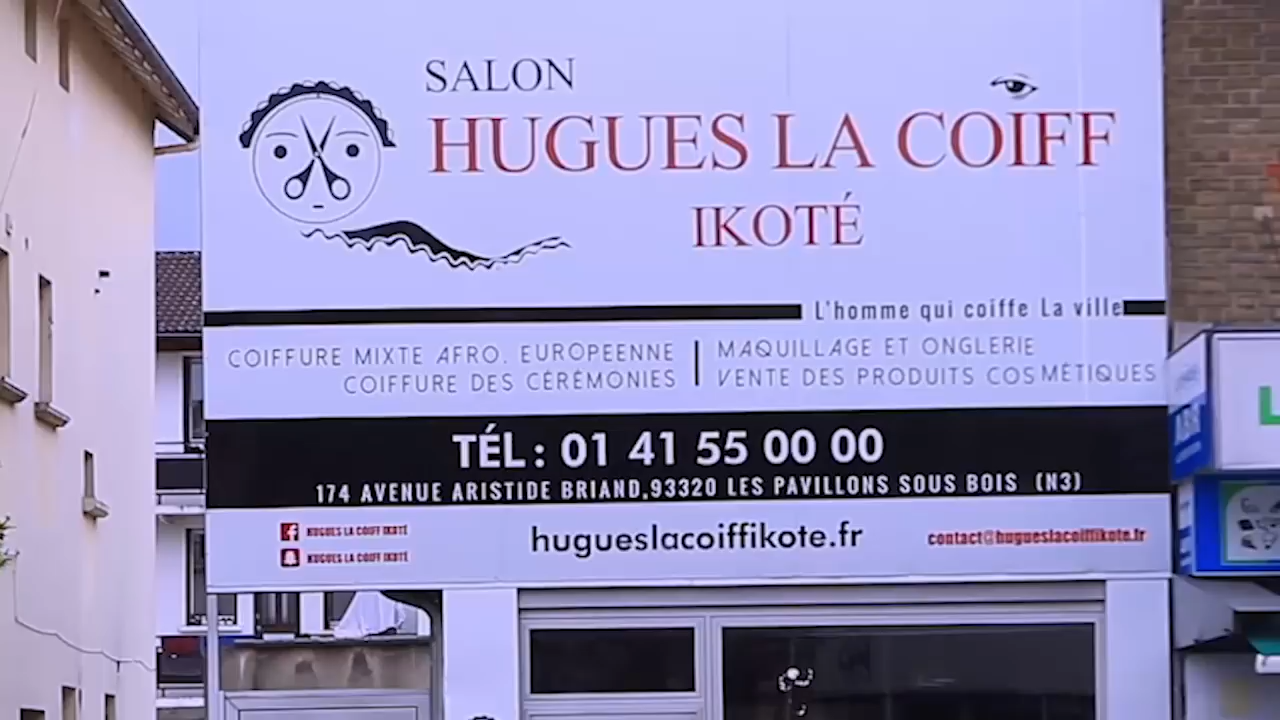 SALON
HUGUES LA COIFF
IKOTÉ
L'homme qui coiffe La ville
COIFFURE MIXTE AFRO. EUROPEENNE
COIFFURE DES CÉRÉMONIES
MAQUILLAGE ET ONGLERIE
VENTE DES PRODUITS COSMÉTIQUES
TÉL: 01 41 55 00 00
174 AVENUE ARISTIDE BRIAND,93320 LES PAVILLONS SOUS BOIS (N3)
HUGUES LA COIFF IKOTÉ
HUGUES LA COIFF IKOTÉ
hugueslacoiffikote.fr
contact@hugueslacoiffikote.fr